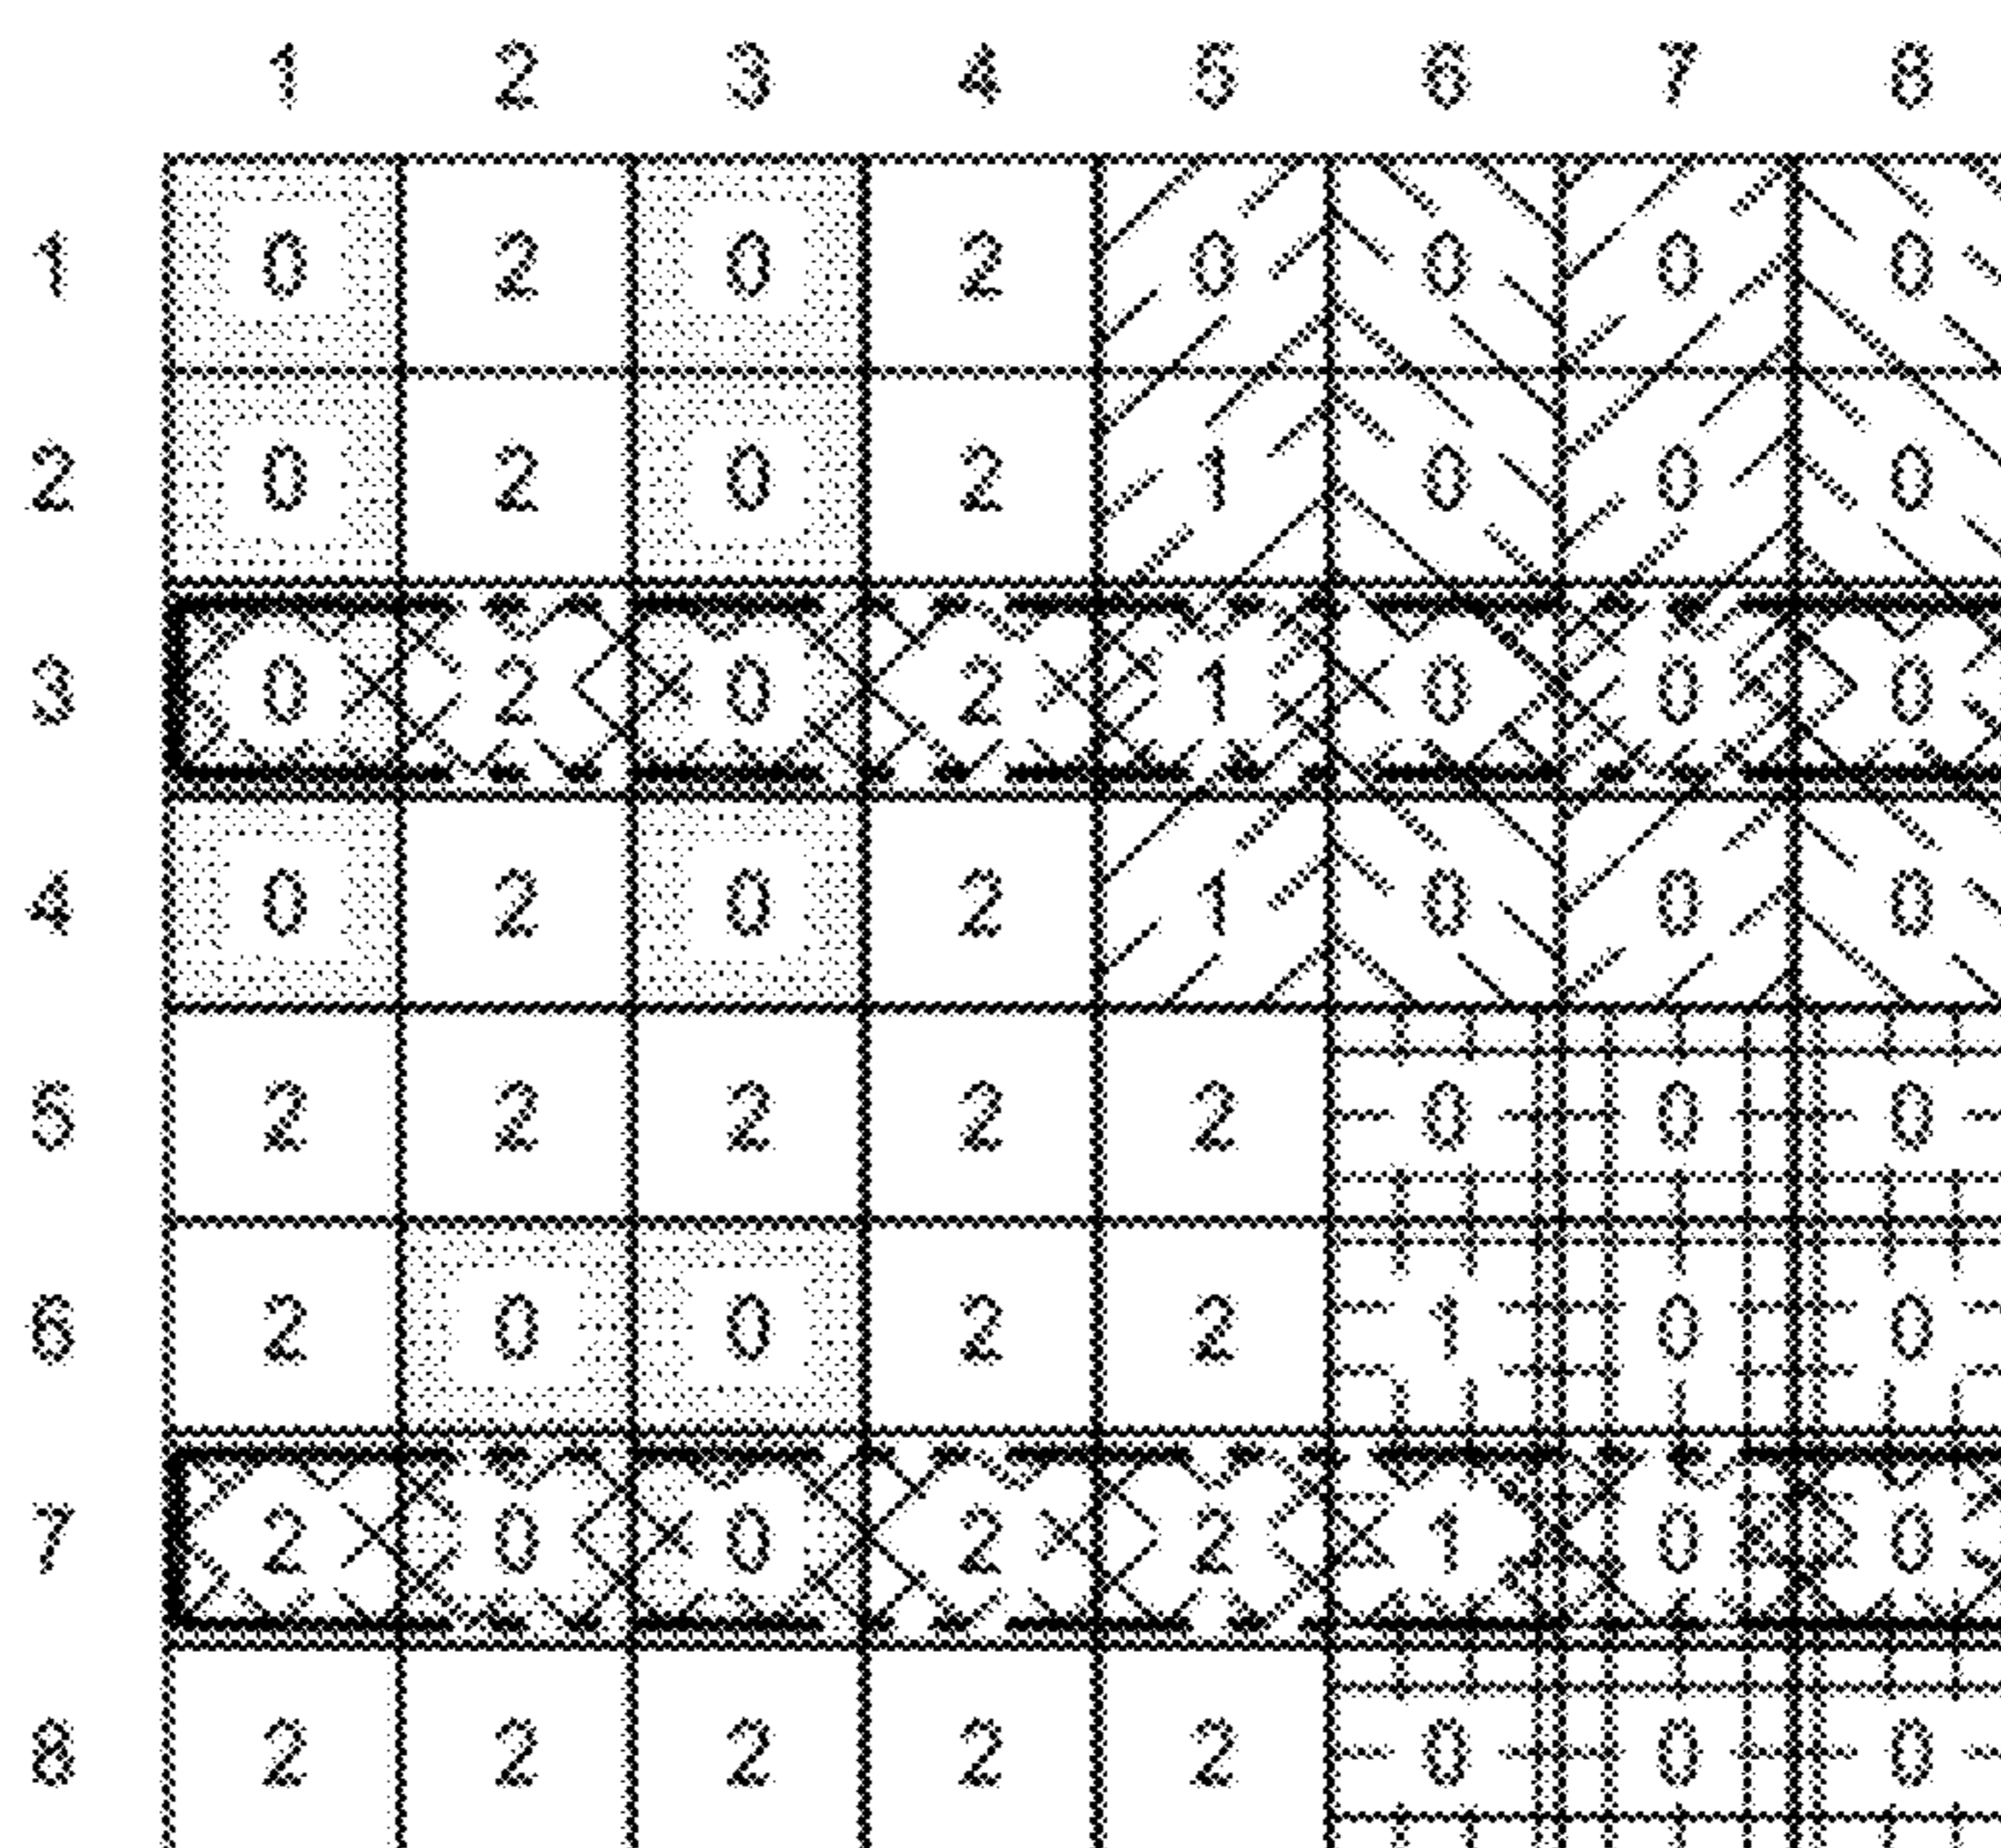 1 2 3 4 5 6 7 8
1 0 2 0 2 0 0 0 0
2 0 2 0 2 1 0 0 0
3 0 2 0 2 1 0 0 0
4 0 2 0 2 1 0 0 0
5 2 2 2 2 2 0 0 0
6 2 0 0 2 2 1 0 0
7 2 0 0 2 2 1 0 0
8 2 2 2 2 2 0 0 0